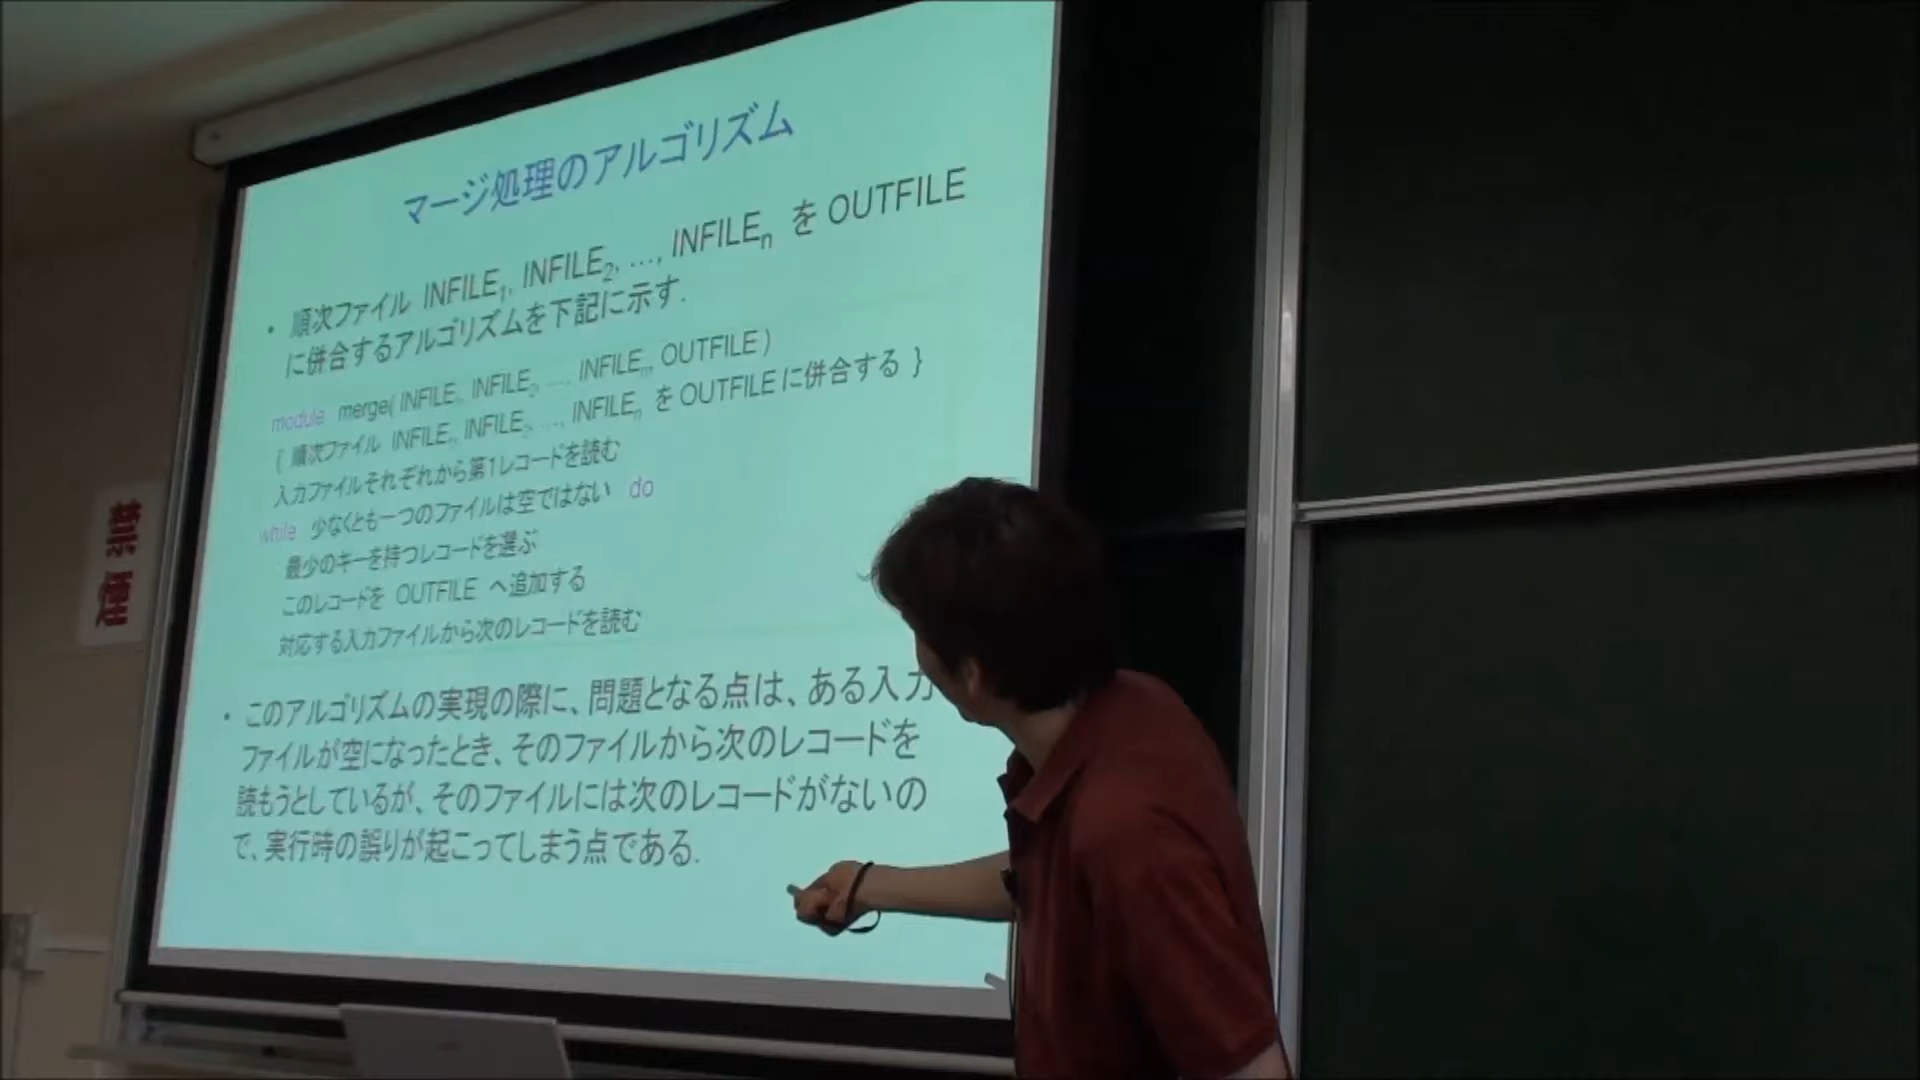 マージ処理のアルゴリズム
• 順次ファイル INFILE1, INFILE2, …, INFILEn を OUTFILE
に併合するアルゴリズムを下記に示す.
module merge( INFILE, INFILE2, …, INFILEn, OUTFILE )
{ 順次ファイル INFILE, INFILE2, …, INFILEn を OUTFILE に併合する }
入力ファイルそれぞれから第1レコードを読む
while 少なくとも一つのファイルは空ではない do
最少のキーを持つレコードを選ぶ
このレコードを OUTFILE へ追加する
対応する入力ファイルから次のレコードを読む
• このアルゴリズムの実現の際に、問題となる点は、ある入力
ファイルが空になったとき、そのファイルから次のレコードを
読もうとしているが、そのファイルには次のレコードがないの
で、実行時の誤りが起こってしまう点である.
禁煙